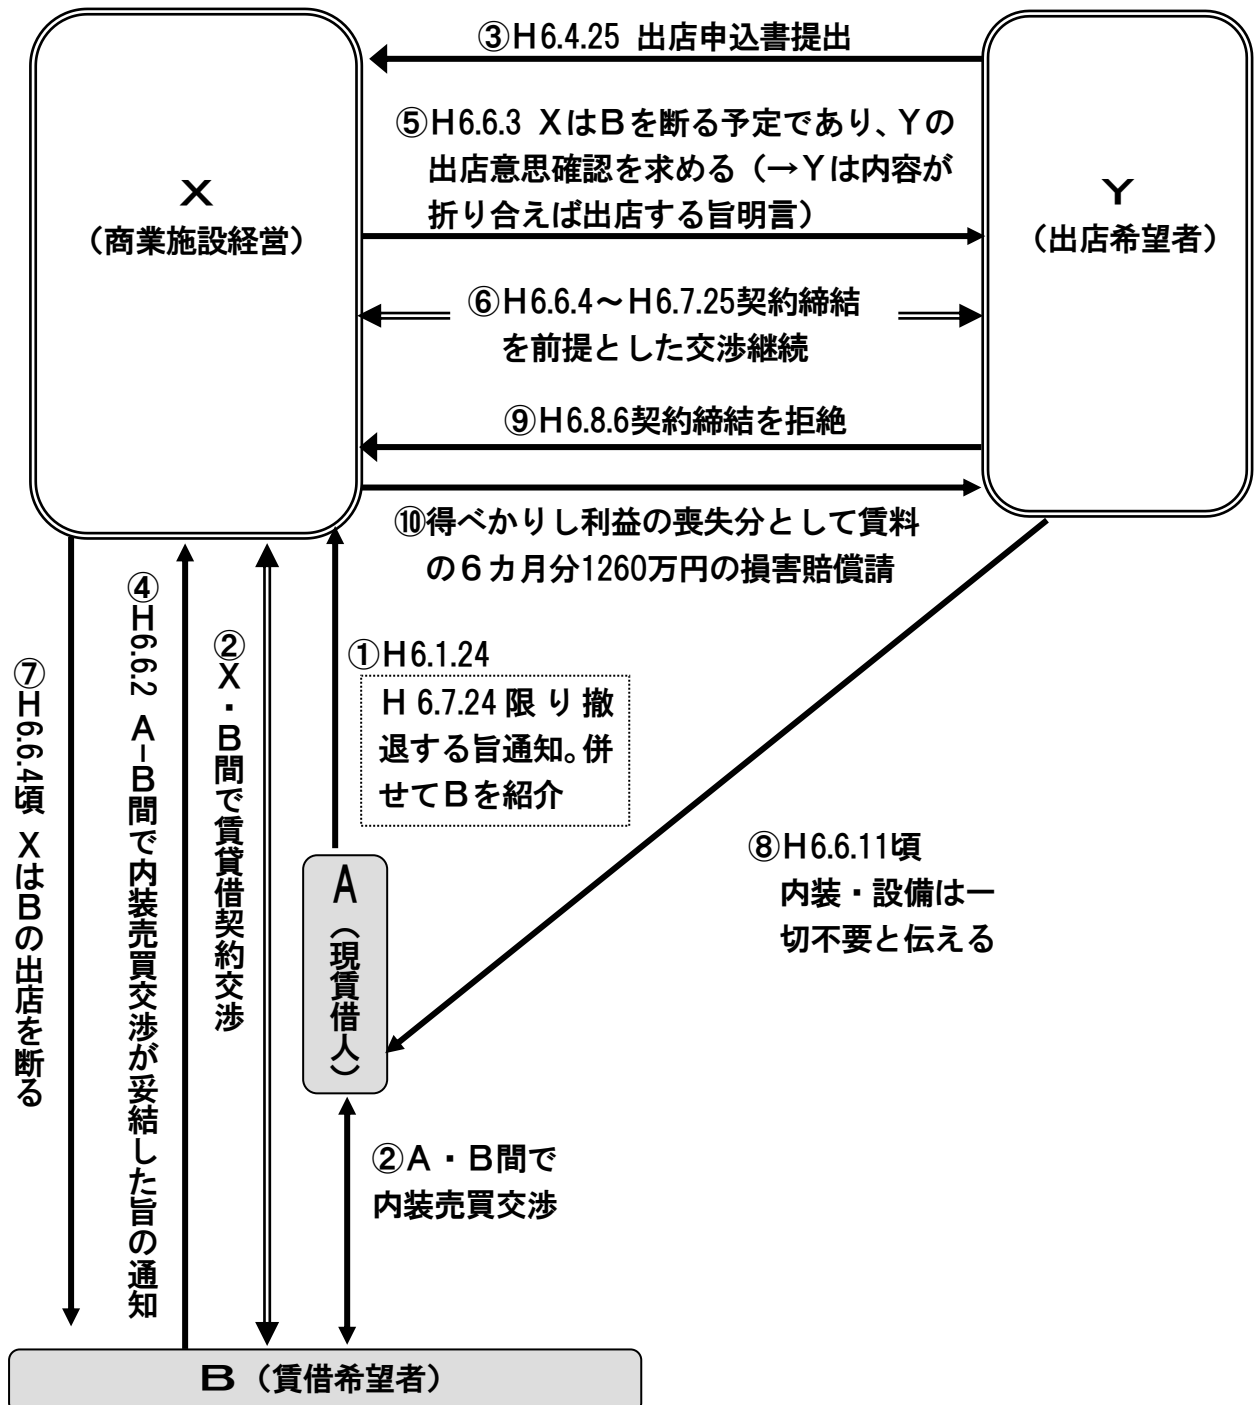 ③H6.4.25 出店申込書提出
⑤H6.6.3 XはBを断る予定であり、Yの
出店意思確認を求める（→Yは内容が
折り合えば出店する旨明言）
X
（商業施設経営）
Y
（出店希望者）
⑥H6.6.4～H6.7.25契約締結
を前提とした交渉継続
⑨H6.8.6契約締結を拒絶
⑩得べかりし利益の喪失分として賃料
の6カ月分1260万円の損害賠償請
⑦H6.6.4頃 XはBの出店を断る
④H6.6.2 A-B間で内装売買交渉が妥結した旨の通知
②X・B間で賃貸借契約交渉
①H6.1.24
H6.7.24限り撤
退する旨通知。併
せてBを紹介
A（現賃借人）
⑧H6.6.11頃
内装・設備は一
切不要と伝える
②A・B間で
内装売買交渉
B（賃借希望者）